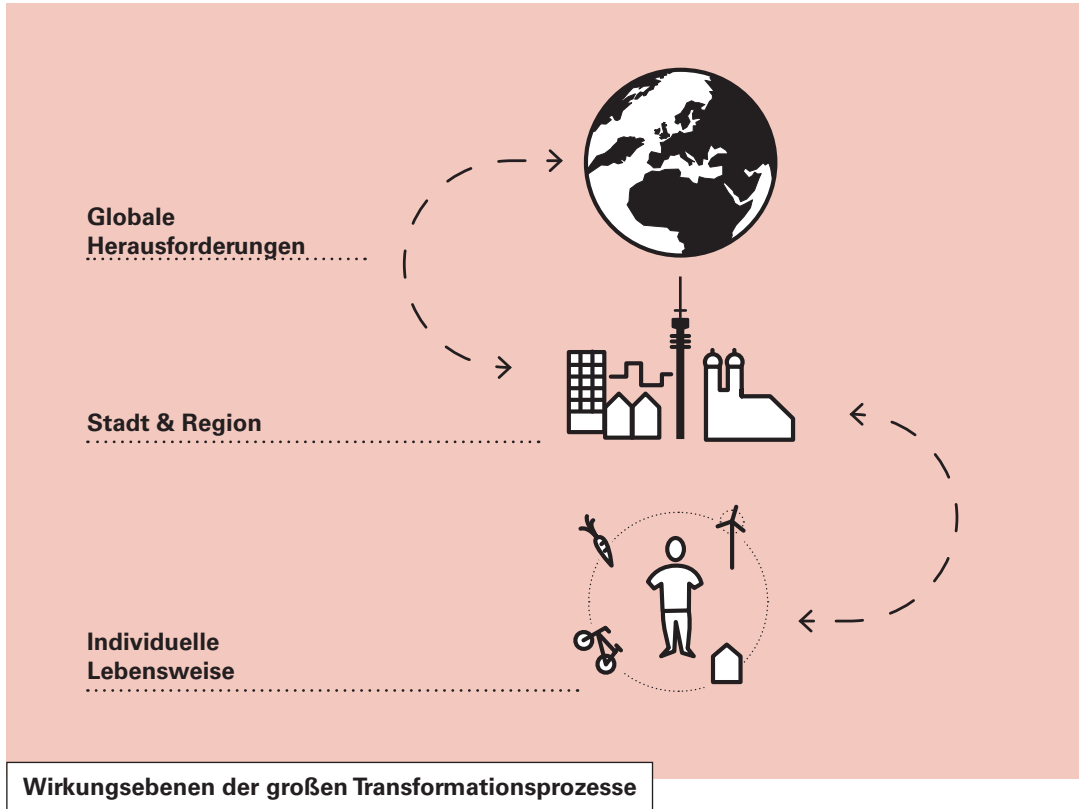 Globale
Herausforderungen
Stadt & Region
Individuelle
Lebensweise
Wirkungsebenen der großen Transformationsprozesse